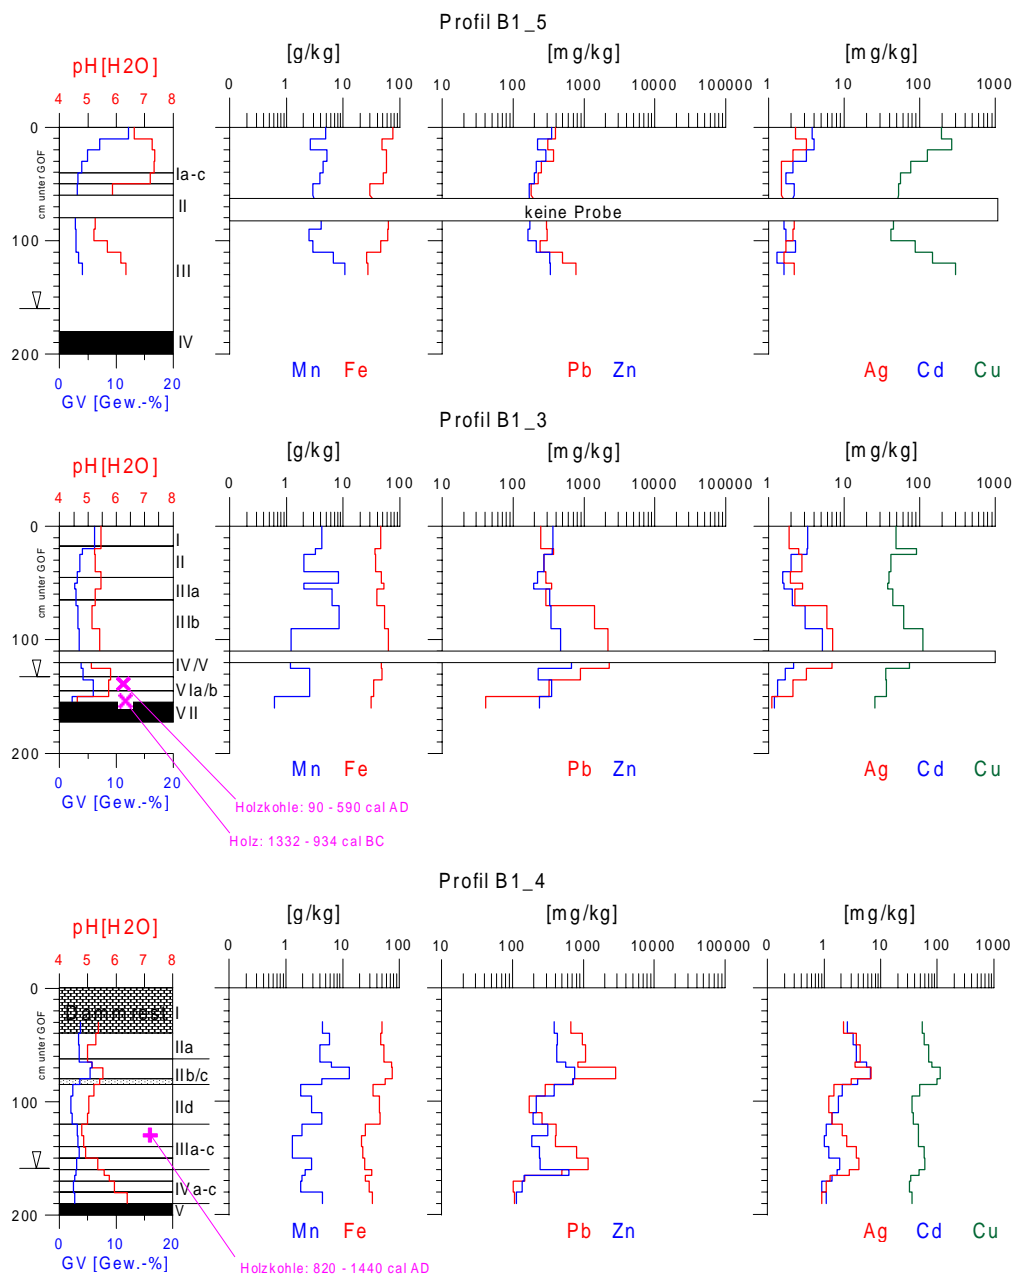 Profil B1_5
[g/kg] [mg/kg] [mg/kg]
pH[H2O]
4 5 6 7 8
0 1 10 100 10 100 1000 10000 100000 1 10 100 1000
0
cm unter GOF
Ia-c
II
keine Probe
100
III
IV
200
0 10 20
GV [Gew.-%]
Mn Fe Pb Zn Ag Cd Cu
Profil B1_3
[g/kg] [mg/kg] [mg/kg]
pH[H2O]
4 5 6 7 8
0 1 10 100 10 100 1000 10000 100000 1 10 100 1000
0
cm unter GOF
I
II
IIIa
IIIb
100
IV/V
VIa/b
VII
200
0 10 20
GV [Gew.-%]
Mn Fe Pb Zn Ag Cd Cu
Holzkohle: 90 - 590 cal AD
Holz: 1332 - 934 cal BC
Profil B1_4
[g/kg] [mg/kg] [mg/kg]
pH[H2O]
4 5 6 7 8
0 1 10 100 10 100 1000 10000 100000 0 1 10 100 1000
0
Dammrest I
cm unter GOF
IIa
IIb/c
100
IId
IIIa-c
IVa-c
V
200
0 10 20
GV [Gew.-%]
Mn Fe Pb Zn Ag Cd Cu
Holzkohle: 820 - 1440 cal AD